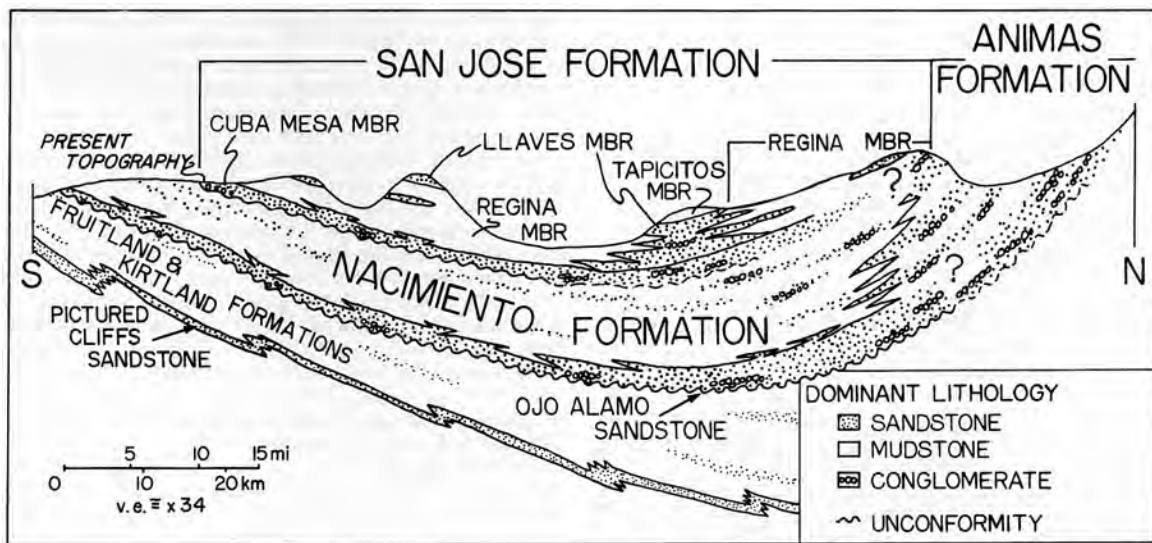 ANIMAS
FORMATION
SAN JOSE FORMATION
CUBA MESA MBR
PRESENT
TOPOGRAPHY
LLAVES MBR
REGINA MBR
TAPICITOS
MBR
REGINA
MBR
?
?
S
N
FRUITLAND &
KIRTLAND FORMATIONS
NACIMIENTO FORMATION
PICTURED
CLIFFS
SANDSTONE
OJO ALAMO
SANDSTONE
5 10 15 mi
0 10 20 km
v. e. ≅ x 34
DOMINANT LITHOLOGY
SANDSTONE
MUDSTONE
CONGLOMERATE
UNCONFORMITY